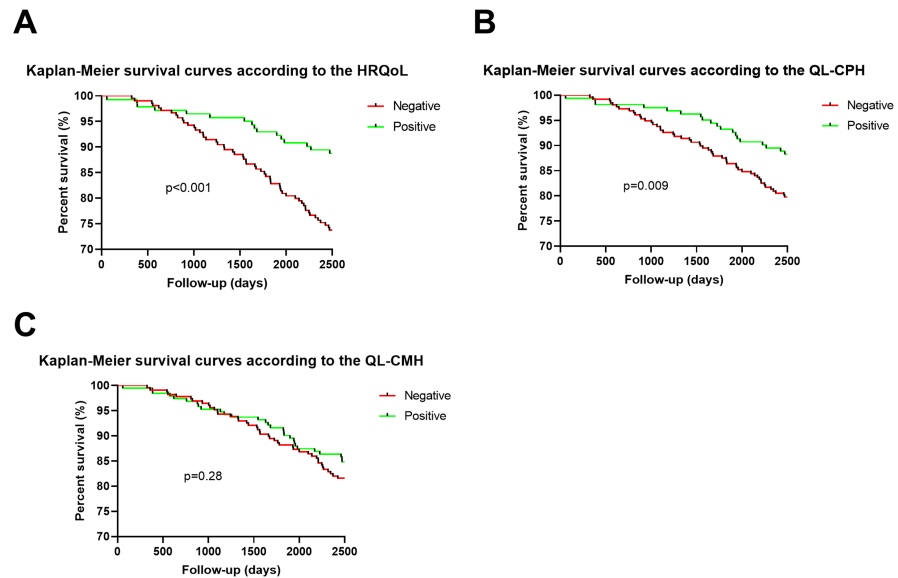 A
Kaplan-Meier survival curves according to the HRQoL
Percent survival (%)
100
95
90
85
80
75
70
0 500 1000 1500 2000 2500
Follow-up (days)
p<0.001
Negative
Positive
B
Kaplan-Meier survival curves according to the QL-CPH
Percent survival (%)
100
95
90
85
80
75
70
0 500 1000 1500 2000 2500
Follow-up (days)
p=0.009
Negative
Positive
C
Kaplan-Meier survival curves according to the QL-CMH
Percent survival (%)
100
95
90
85
80
75
70
0 500 1000 1500 2000 2500
Follow-up (days)
p=0.28
Negative
Positive